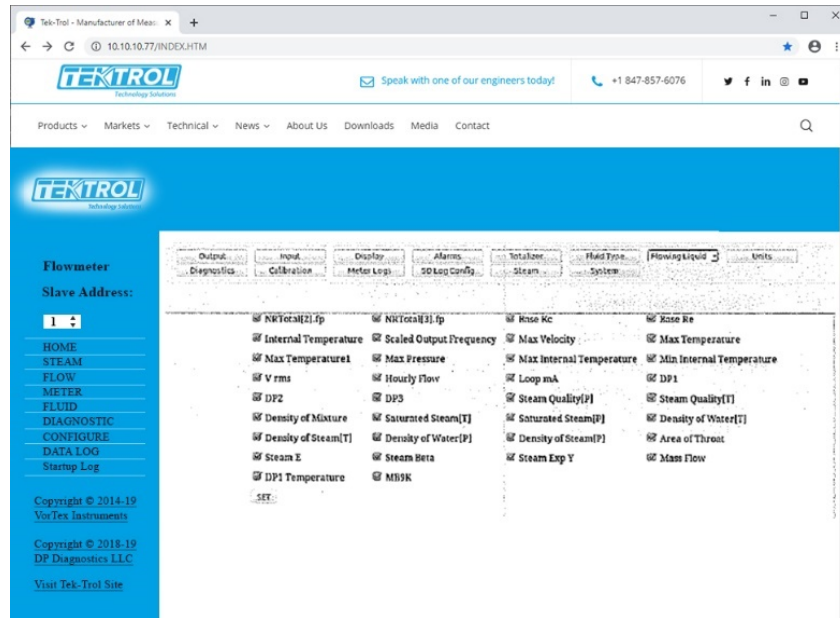 Tek-Trol - Manufacturer of Meas
10.10.10.77/INDEX.HTM
TEKTROL
Technology Solutions
Speak with one of our engineers today!
+1 847-857-6076
Products Markets Technical News About Us Downloads Media Contact
TEKTROL
Technology Solutions
Output Input Display Alarms Totalizer Fluid Type Flowing Liquid Units
Diagnostics Calibration Meter Logs SD Log Config Steam System
Flowmeter
Slave Address:
1
HOME
STEAM
FLOW
METER
FLUID
DIAGNOSTIC
CONFIGURE
DATA LOG
Startup Log
Copyright © 2014-19
VorTex Instruments
Copyright © 2018-19
DP Diagnostics LLC
Visit Tek-Trol Site
NRTotal[2].fp NRTotal[3].fp Base Kc Base Re
Internal Temperature Scaled Output Frequency Max Velocity Max Temperature
Max Temperature1 Max Pressure Max Internal Temperature Min Internal Temperature
V rms Hourly Flow Loop mA DP1
DP2 DP3 Steam Quality[P] Steam Quality[T]
Density of Mixture Saturated Steam[T] Saturated Steam[P] Density of Water[T]
Density of Steam[T] Density of Water[P] Density of Steam[P] Area of Throat
Steam E Steam Beta Steam Exp Y Mass Flow
DP1 Temperature MB9K
SET